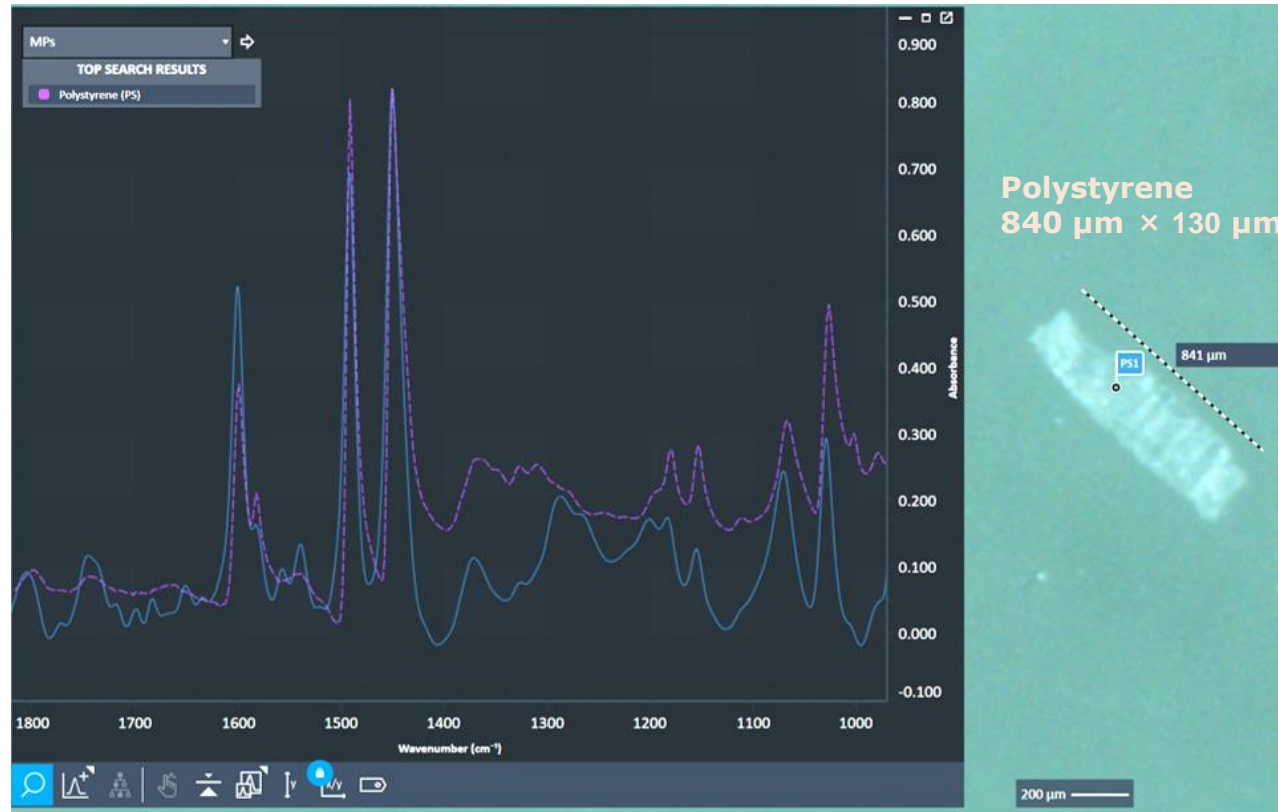 MPs
TOP SEARCH RESULTS
Polystyrene (PS)
0.900
0.800
0.700
0.600
0.500
0.400
0.300
0.200
0.100
0.000
-0.100
Absorbance
1800 1700 1600 1500 1400 1300 1200 1100 1000
Wavenumber (cm⁻¹)
Y
X/Y
Polystyrene
840 µm × 130 µm
841 µm
PS1
200 µm